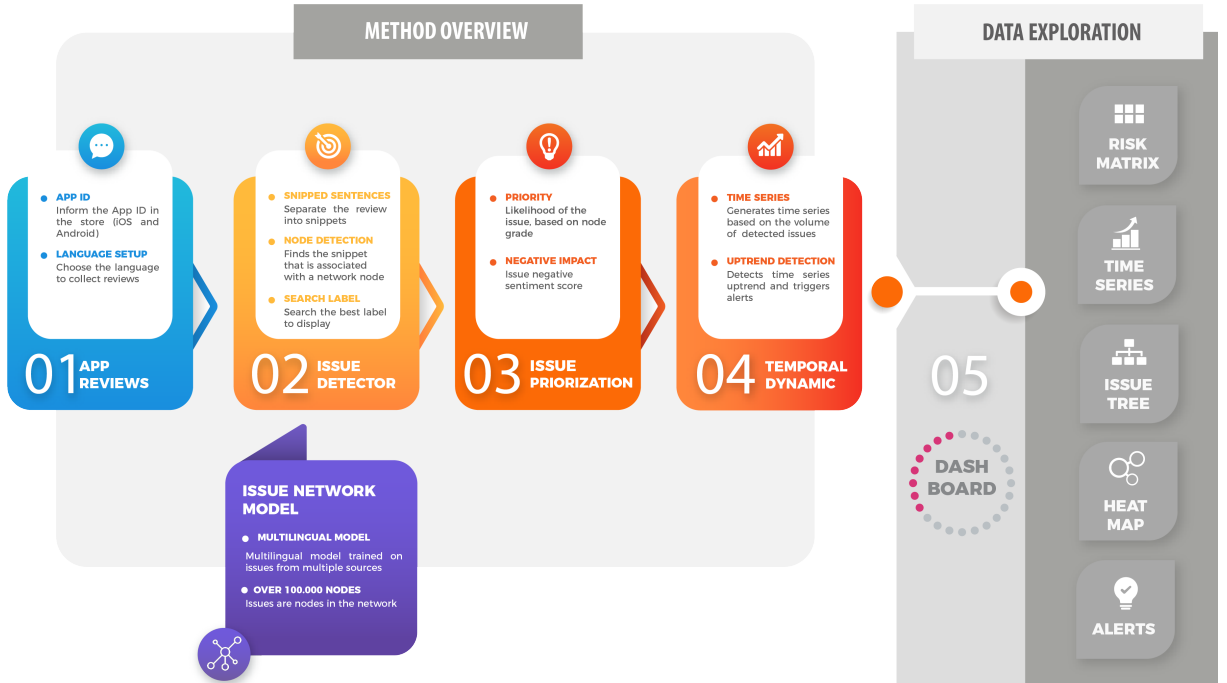 METHOD OVERVIEW
DATA EXPLORATION
APP ID
Inform the App ID in
the store (iOS and
Android)
LANGUAGE SETUP
Choose the language
to collect reviews
01
APP
REVIEWS
SNIPPED SENTENCES
Separate the review
into snippets
NODE DETECTION
Finds the snippet
that is associated
with a network node
SEARCH LABEL
Search the best label
to display
02
ISSUE
DETECTOR
PRIORITY
Likelihood of the
issue, based on node
grade
NEGATIVE IMPACT
Issue negative
sentiment score
03
ISSUE
PRIORIZATION
TIME SERIES
Generates time series
based on the volume
of detected issues
UPTREND DETECTION
Detects time series
uptrend and triggers
alerts
04
TEMPORAL
DYNAMIC
ISSUE NETWORK
MODEL
MULTILINGUAL MODEL
Multilingual model trained on
issues from multiple sources
OVER 100.000 NODES
Issues are nodes in the network
05
DASH
BOARD
RISK
MATRIX
TIME
SERIES
ISSUE
TREE
HEAT
MAP
ALERTS